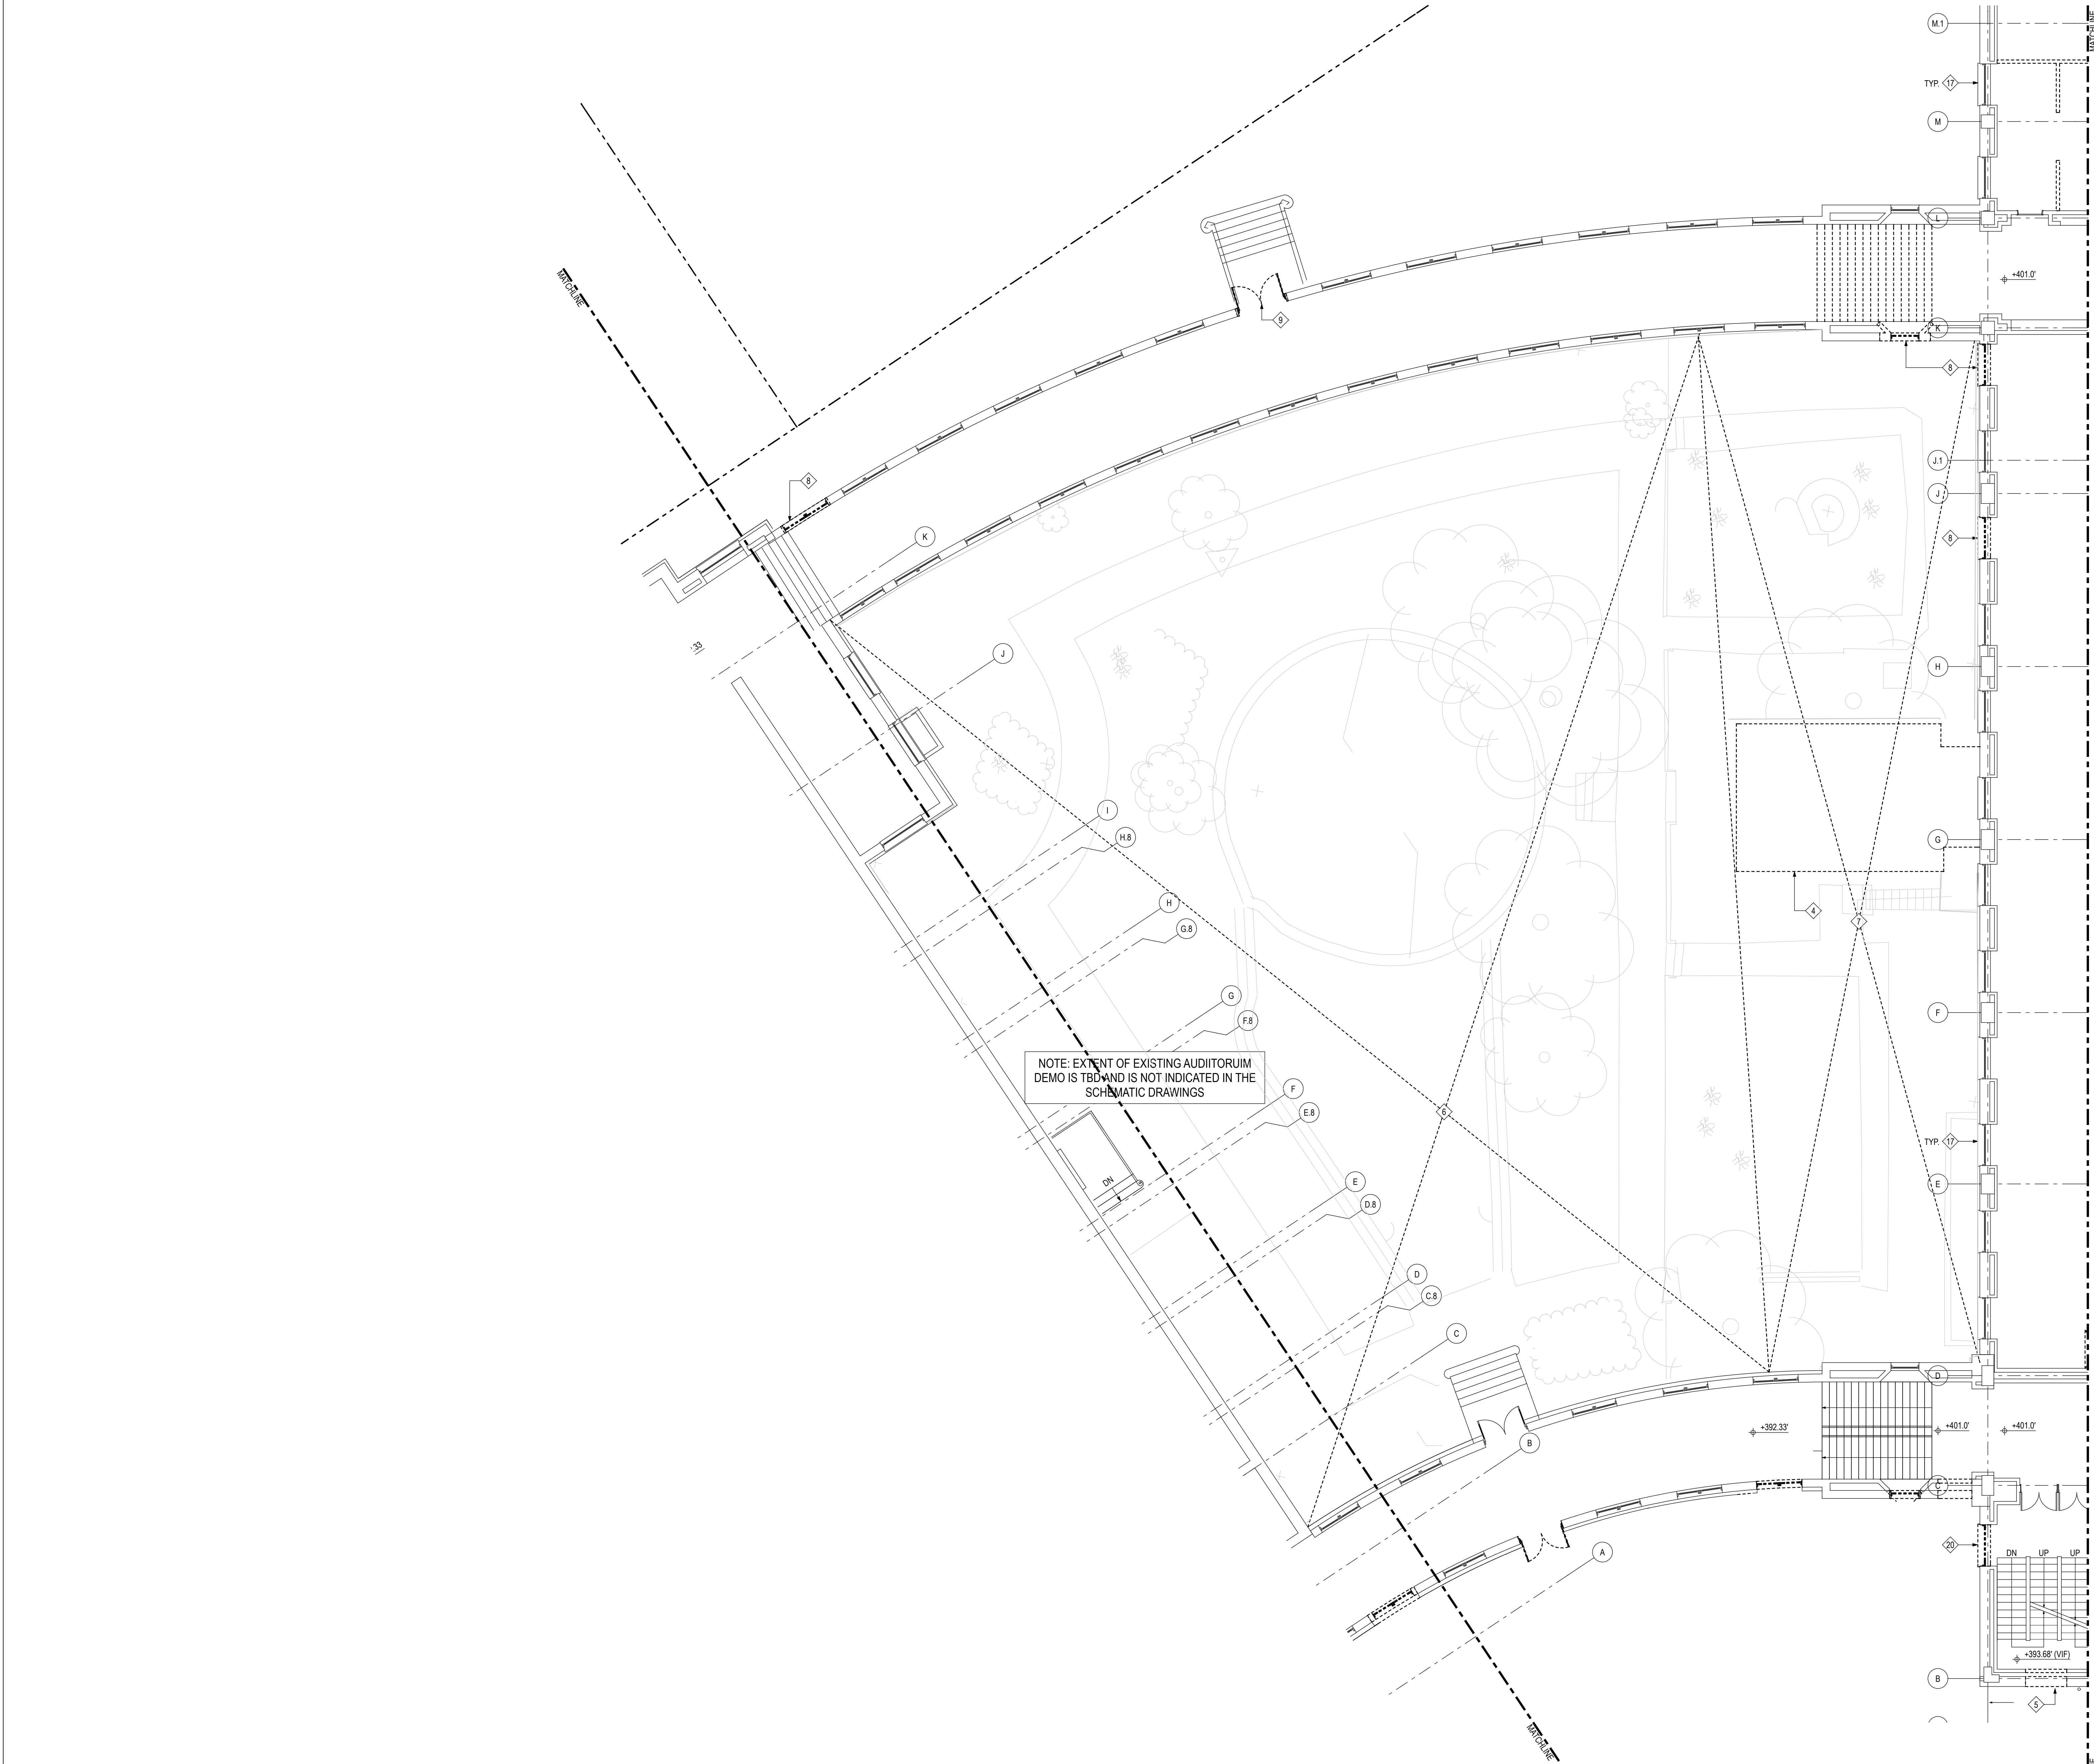 M.1
MATCHLINE
TYP. 17
M
L
+401.0'
MATCHLINE
9
K
8
8
J.1
J
K
8
.33
J
H
I
H.8
G
H
4
7
G.8
G
F
F.8
NOTE: EXTENT OF EXISTING AUDIITORUIM
DEMO IS TBD AND IS NOT INDICATED IN THE
SCHEMATIC DRAWINGS
F
6
E.8
TYP. 17
DN
E
E
D.8
D
C.8
C
D
+392.33'
+401.0'
+401.0'
B
C
A
20
DN
UP
UP
+393.68' (VIF)
B
5
MATCHLINE